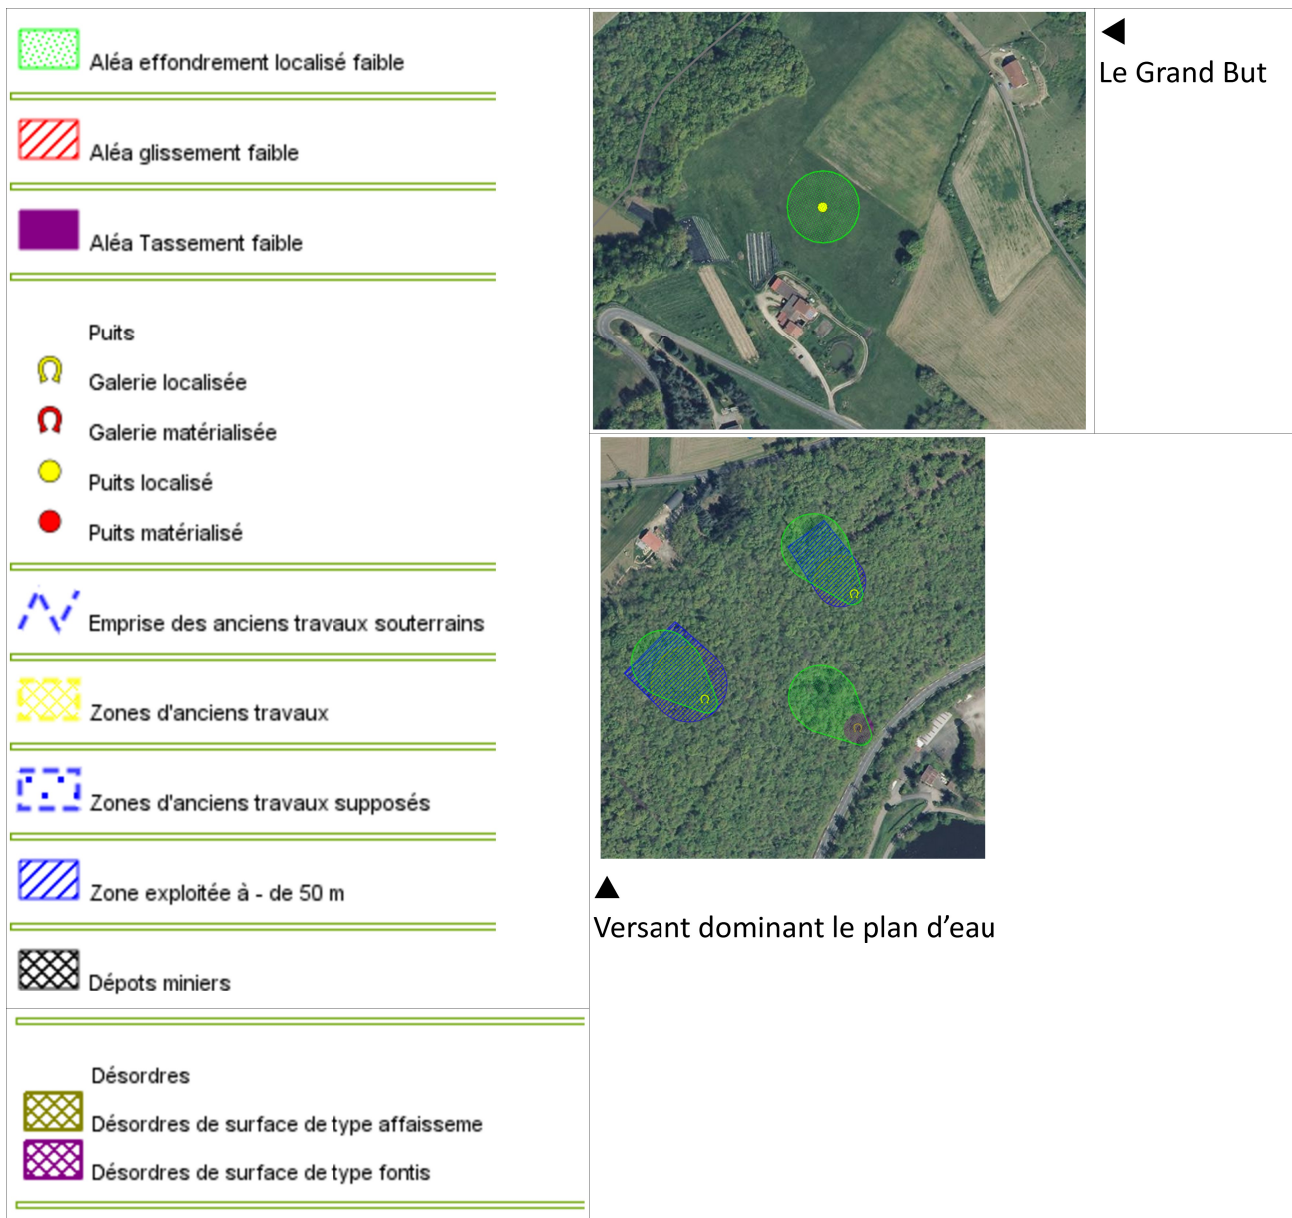 Aléa effondrement localisé faible
Aléa glissement faible
Aléa Tassement faible
Puits
Galerie localisée
Galerie matérialisée
Puits localisé
Puits matérialisé
Emprise des anciens travaux souterrains
Zones d'anciens travaux
Zones d'anciens travaux supposés
Zone exploitée à - de 50 m
Dépots miniers
Désordres
Désordres de surface de type affaisseme
Désordres de surface de type fontis
Le Grand But
Versant dominant le plan d’eau